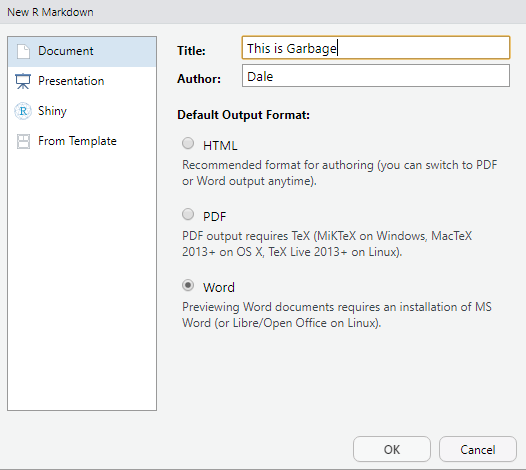 New R Markdown
Document
Presentation
R Shiny
From Template
Title: This is Garbage
Author: Dale
Default Output Format:
HTML
Recommended format for authoring (you can switch to PDF
or Word output anytime).
PDF
PDF output requires TeX (MiKTeX on Windows, MacTeX
2013+ on OS X, TeX Live 2013+ on Linux).
Word
Previewing Word documents requires an installation of MS
Word (or Libre/Open Office on Linux).
OK Cancel